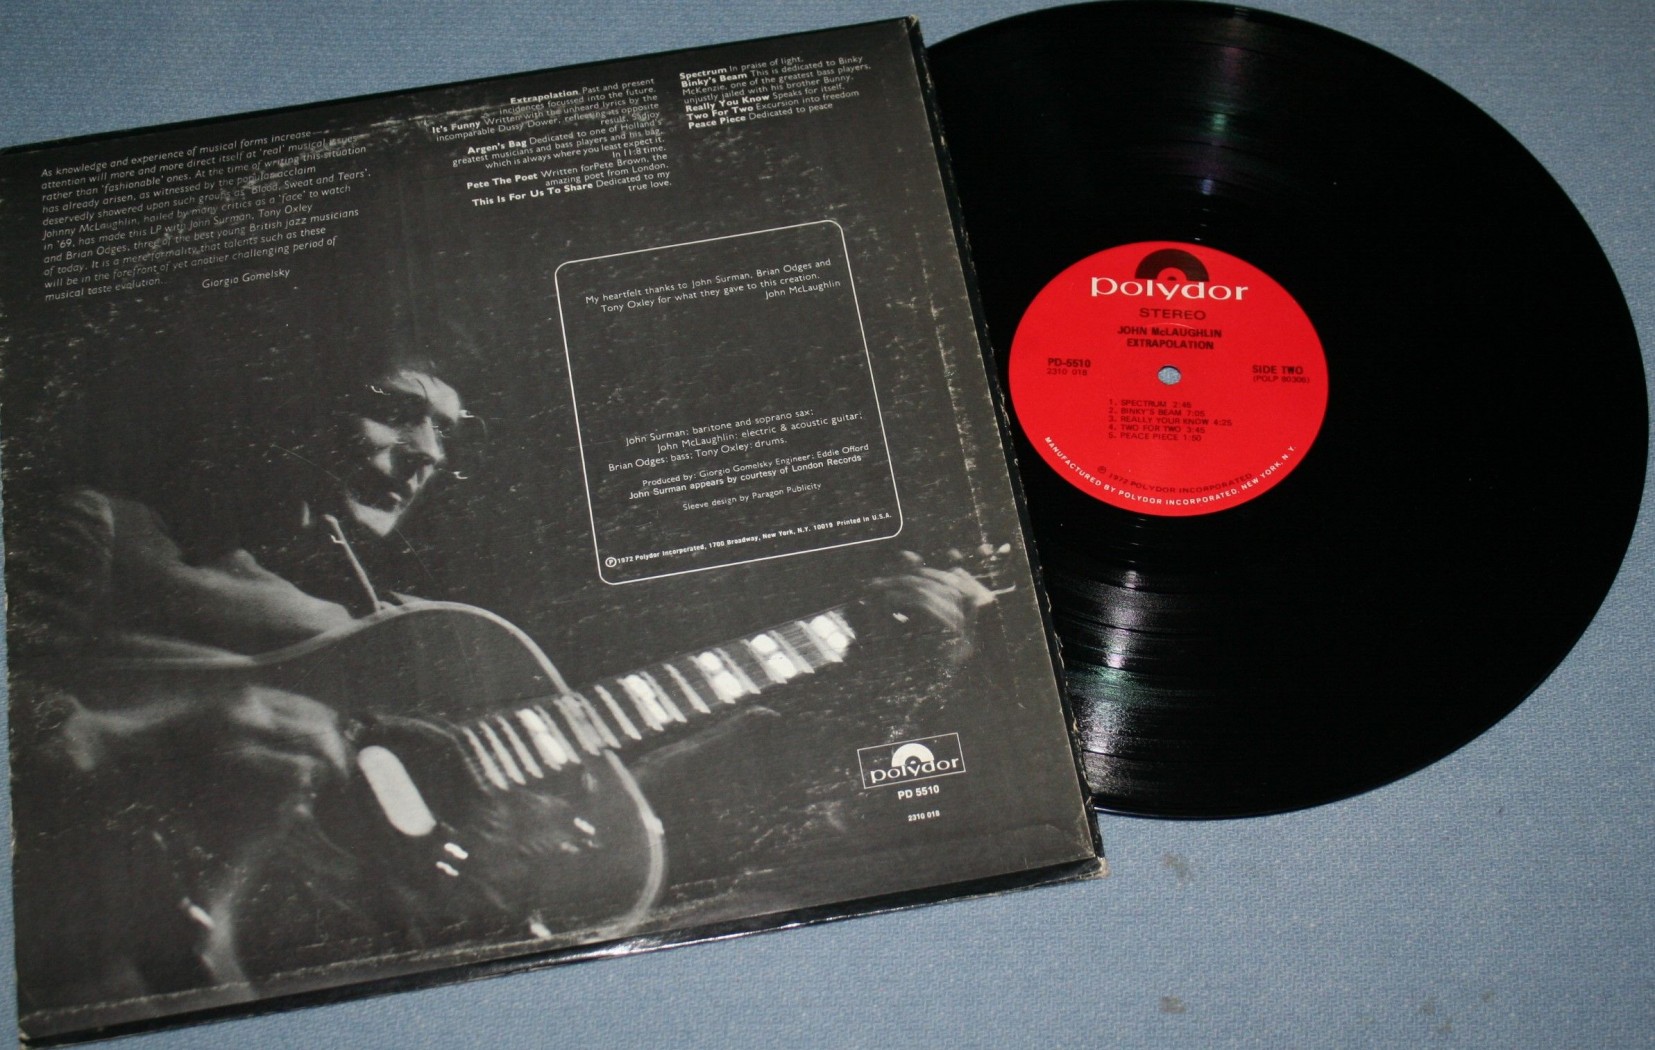 As knowledge and experience of musical forms increase—
attention will more and more direct itself at 'real' musical issues
rather than 'fashionable' ones. At the time of writing this situation
has already arisen, as witnessed by the popular acclaim
deservedly showered upon such groups as 'Blood, Sweat and Tears'.
Johnny McLaughlin, hailed by many critics as a 'face' to watch
in '69, has made this LP with John Surman, Tony Oxley
and Brian Odges, three of the best young British jazz musicians
of today. It is a mere formality that talents such as these
will be in the forefront of yet another challenging period of
musical taste evolution..
Giorgio Gomelsky
Extrapolation Past and present
incidences focussed into the future.
It's Funny Written with the unheard lyrics by the
incomparable Dussy Dower, reflecting its opposite
result. Sadjoy
Argen's Bag Dedicated to one of Holland's
greatest musicians and bass players and his bag,
which is always where you least expect it.
In 11:8 time.
Pete The Poet Written forPete Brown, the
amazing poet from London.
This Is For Us To Share Dedicated to my
true love.
Spectrum In praise of light.
Binky's Beam This is dedicated to Binky
McKenzie, one of the greatest bass players,
unjustly jailed with his brother Bunny.
Really You Know Speaks for itself.
Two For Two Excursion into freedom
Peace Piece Dedicated to peace
My heartfelt thanks to John Surman, Brian Odges and
Tony Oxley for what they gave to this creation.
John McLaughlin
John Surman: baritone and soprano sax;
John McLaughlin: electric & acoustic guitar;
Brian Odges: bass; Tony Oxley: drums.
Produced by: Giorgio Gomelsky Engineer: Eddie Offord
John Surman appears by courtesy of London Records
Sleeve design by Paragon Publicity
℗1972 Polydor Incorporated, 1700 Broadway, New York, N.Y. 10019 Printed in U.S.A.
polydor
PD 5510
2310 018
polydor
STEREO
JOHN McLAUGHLIN
EXTRAPOLATION
PD-5510
2310 018
SIDE TWO
(POLP 80306)
1. SPECTRUM 2:45
2. BINKY'S BEAM 7:05
3. REALLY YOUR KNOW 4:25
4. TWO FOR TWO 3:45
5. PEACE PIECE 1:50
℗ 1972 POLYDOR INCORPORATED
MANUFACTURED BY POLYDOR INCORPORATED. NEW YORK, N.Y.